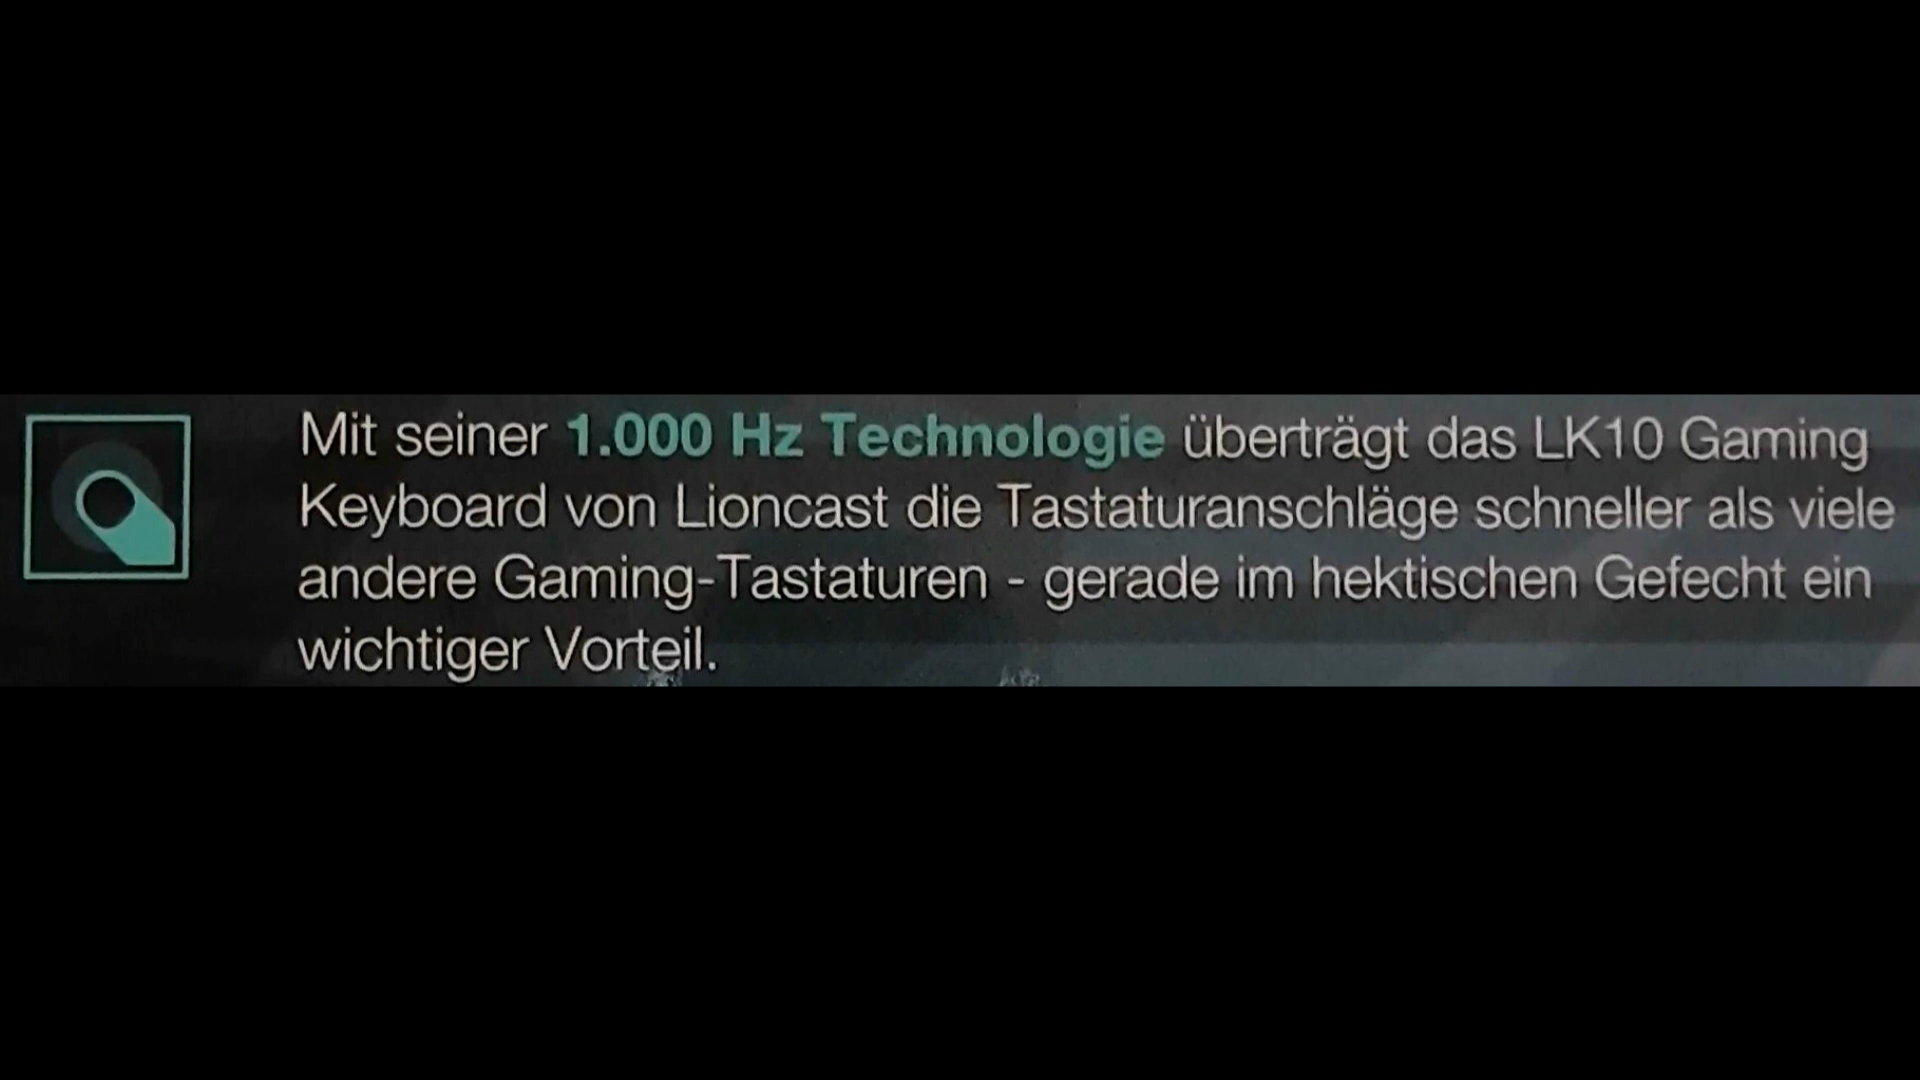 Mit seiner 1.000 Hz Technologie überträgt das LK10 Gaming
Keyboard von Lioncast die Tastaturanschläge schneller als viele
andere Gaming-Tastaturen - gerade im hektischen Gefecht ein
wichtiger Vorteil.